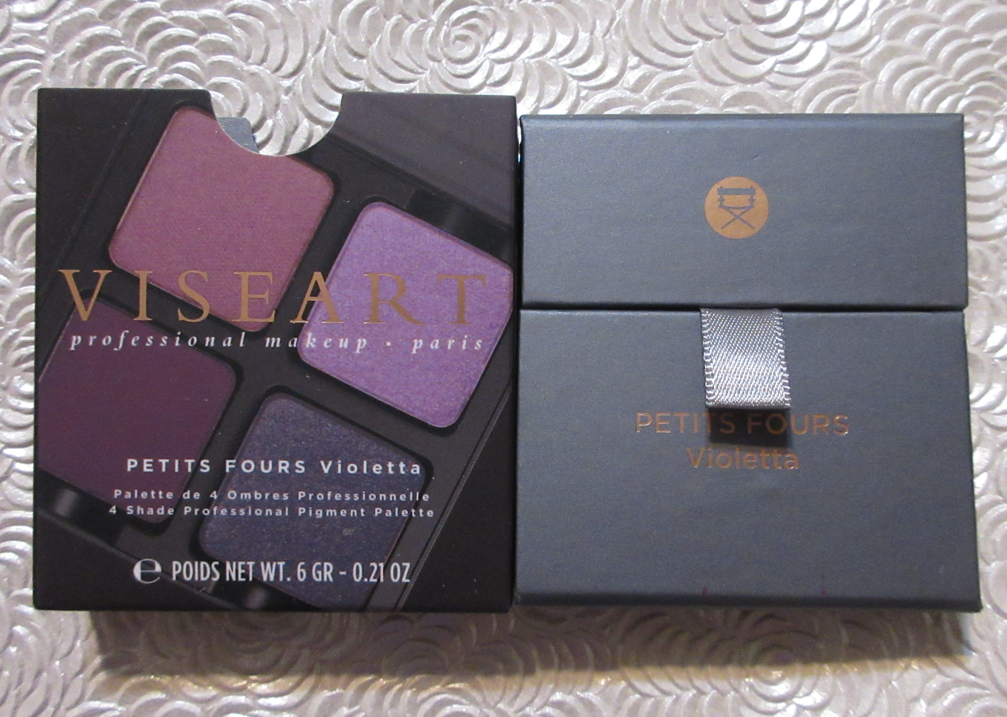 VISEART
professional makeup · paris
PETITS FOURS Violetta
Palette de 4 Ombres Professionnelle
4 Shade Professional Pigment Palette
℮ POIDS NET WT. 6 GR - 0.21 OZ
PETITS FOURS
Violetta